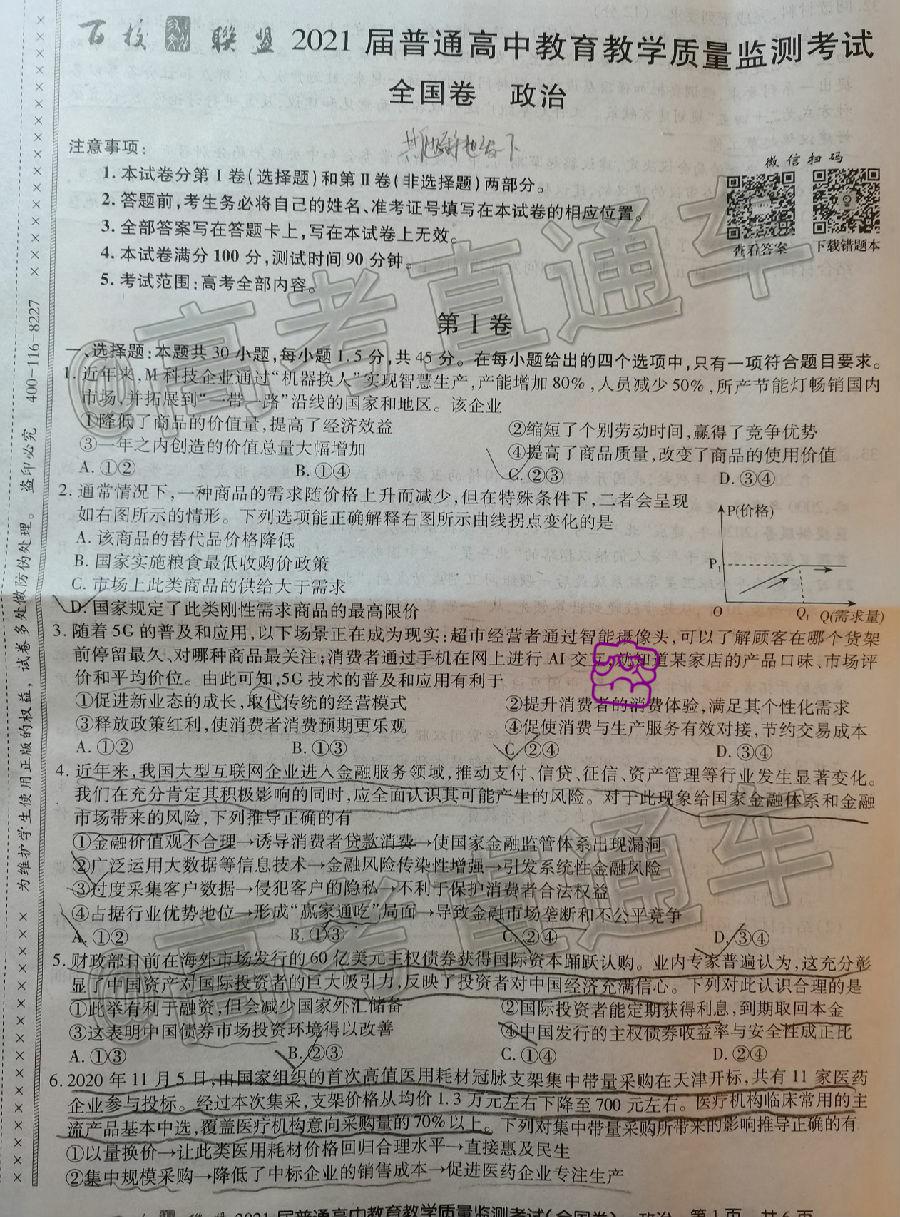 百校 联盟 2021届普通高中教育教学质量监测考试
全国卷 政治
注意事项:
1.本试卷分第Ⅰ卷(选择题)和第Ⅱ卷(非选择题)两部分。
2.答题前,考生务必将自己的姓名、准考证号填写在本试卷的相应位置。
3.全部答案写在答题卡上,写在本试卷上无效。
4.本试卷满分100分,测试时间90分钟。
5.考试范围:高考全部内容。
微信扫码
查看答案 下载错题本
@高考直通车
第Ⅰ卷
一、选择题:本题共30小题,每小题1.5分,共45分。在每小题给出的四个选项中,只有一项符合题目要求。
1.近年来,M科技企业通过“机器换人”实现智慧生产,产能增加80%,人员减少50%,所产节能灯畅销国内
市场,并拓展到“一带一路”沿线的国家和地区。该企业
①降低了商品的价值量,提高了经济效益 ②缩短了个别劳动时间,赢得了竞争优势
③一年之内创造的价值总量大幅增加 ④提高了商品质量,改变了商品的使用价值
A.①② B.①④ C.②③ D.③④
2.通常情况下,一种商品的需求随价格上升而减少,但在特殊条件下,二者会呈现
如右图所示的情形。下列选项能正确解释右图所示曲线拐点变化的是
A.该商品的替代品价格降低
B.国家实施粮食最低收购价政策
C.市场上此类商品的供给大于需求
D.国家规定了此类刚性需求商品的最高限价
P(价格)
P₁
O Q₁ Q(需求量)
3.随着5G的普及和应用,以下场景正在成为现实:超市经营者通过智能摄像头,可以了解顾客在哪个货架
前停留最久、对哪种商品最关注;消费者通过手机在网上进行AI交互,就知道某家店的产品口味、市场评
价和平均价位。由此可知,5G技术的普及和应用有利于
①促进新业态的成长,取代传统的经营模式 ②提升消费者的消费体验,满足其个性化需求
③释放政策红利,使消费者消费预期更乐观 ④促使消费与生产服务有效对接,节约交易成本
A.①② B.①③ C.②④ D.③④
4.近年来,我国大型互联网企业进入金融服务领域,推动支付、信贷、征信、资产管理等行业发生显著变化。
我们在充分肯定其积极影响的同时,应全面认识其可能产生的风险。对于此现象给国家金融体系和金融
市场带来的风险,下列推导正确的有
①金融价值观不合理→诱导消费者贷款消费→使国家金融监管体系出现漏洞
②广泛运用大数据等信息技术→金融风险传染性增强→引发系统性金融风险
③过度采集客户数据→侵犯客户的隐私→不利于保护消费者合法权益
④占据行业优势地位→形成“赢家通吃”局面→导致金融市场垄断和不公平竞争
A.①② B.①③ C.②④ D.③④
5.财政部日前在海外市场发行的60亿美元主权债券获得国际资本踊跃认购。业内专家普遍认为,这充分彰
显了中国资产对国际投资者的巨大吸引力,反映了投资者对中国经济充满信心。下列对此认识合理的是
①此举有利于融资,但会减少国家外汇储备 ②国际投资者能定期获得利息,到期取回本金
③这表明中国债券市场投资环境得以改善 ④中国发行的主权债券收益率与安全性成正比
A.①③ B.②③ C.①④ D.②④
6.2020年11月5日,由国家组织的首次高值医用耗材冠脉支架集中带量采购在天津开标,共有11家医药
企业参与投标。经过本次集采,支架价格从均价1.3万元左右下降至700元左右。医疗机构临床常用的主
流产品基本中选,覆盖医疗机构意向采购量的70%以上。下列对集中带量采购所带来的影响推导正确的有
①以量换价→让此类医用耗材价格回归合理水平→直接惠及民生
②集中规模采购→降低了中标企业的销售成本→促进医药企业专注生产
@高考直通车
为维护学生使用正版的权益,试卷多处做防伪处理。 盗印必究 400-116-8227
百校 联盟 2021届普通高中教育教学质量监测考试(全国卷) 政治 第1页 共6页